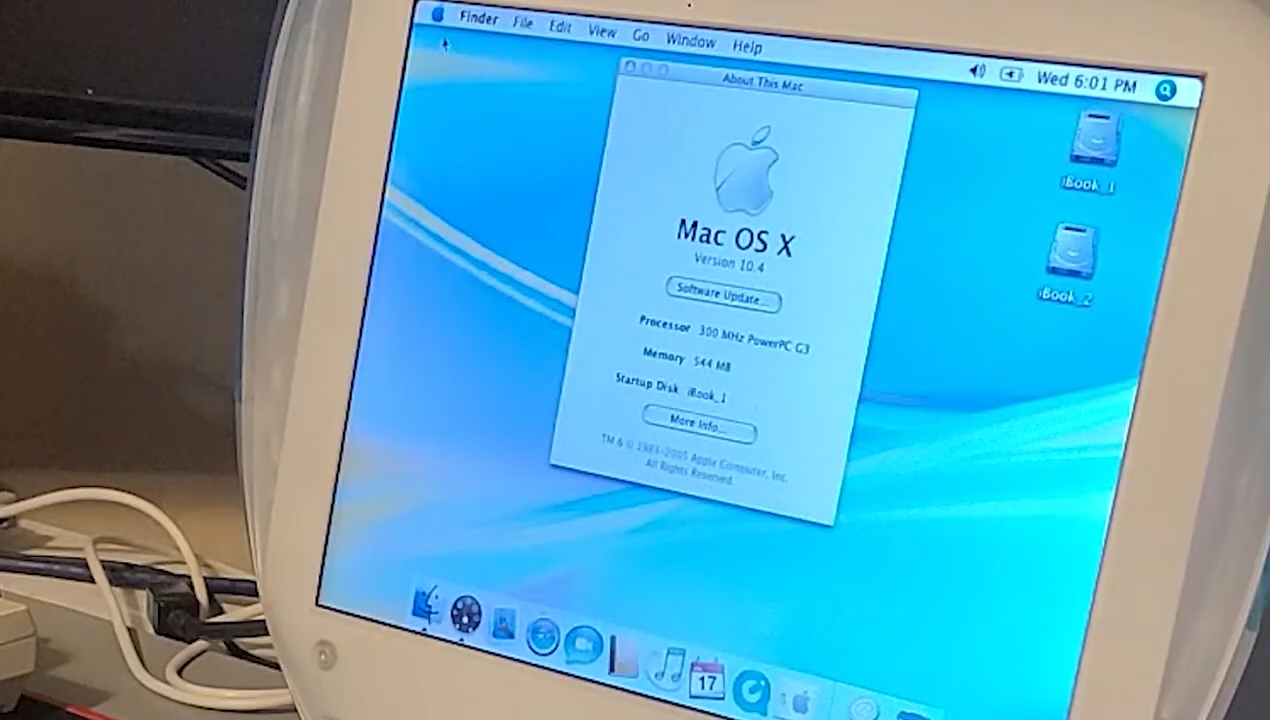 Finder File Edit View Go Window Help
Wed 6:01 PM
About This Mac
iBook_1
Mac OS X
Version 10.4
Software Update...
iBook_2
Processor 300 MHz PowerPC G3
Memory 544 MB
Startup Disk iBook_1
More Info...
TM & © 1983-2005 Apple Computer, Inc.
All Rights Reserved.
17